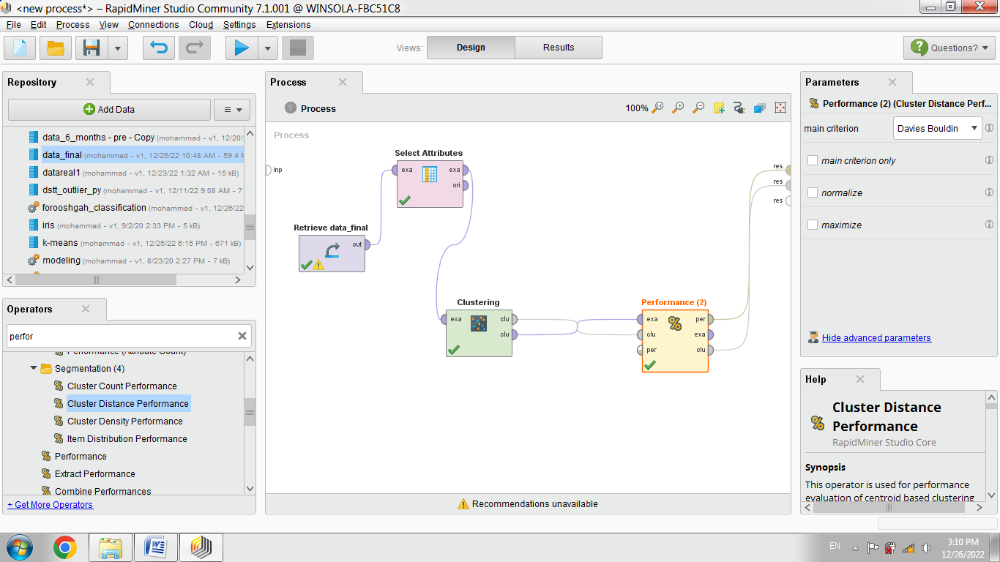 <new process*> – RapidMiner Studio Community 7.1.001 @ WINSOLA-FBC51C8
File Edit Process View Connections Cloud Settings Extensions
Views: Design Results Questions?
Repository
Add Data
data_6_months - pre - Copy (mohammad - v1, 12/20/
data_final (mohammad - v1, 12/26/22 10:48 AM - 59.4 M
datareal1 (mohammad - v1, 12/23/22 1:32 AM - 15 kB)
dstt_outlier_py (mohammad - v1, 12/11/22 9:08 AM - 7
forooshgah_classification (mohammad - v1, 12/26/22
iris (mohammad - v1, 9/2/20 2:33 PM - 5 kB)
k-means (mohammad - v1, 12/25/22 6:15 PM - 671 kB)
modeling (mohammad - v1, 8/23/20 2:27 PM - 7 kB)
Operators
perfor
Performance (Attribute Count)
Segmentation (4)
Cluster Count Performance
Cluster Distance Performance
Cluster Density Performance
Item Distribution Performance
Performance
Extract Performance
Combine Performances
+ Get More Operators
Process
Process
100%
Process
inp
Select Attributes
exa exa
ori
Retrieve data_final
out
Clustering
exa clu
clu
Performance (2)
exa per
clu exa
per clu
res
res
res
Recommendations unavailable
Parameters
Performance (2) (Cluster Distance Perf...
main criterion Davies Bouldin
main criterion only
normalize
maximize
Hide advanced parameters
Help
Cluster Distance
Performance
RapidMiner Studio Core
Synopsis
This operator is used for performance
evaluation of centroid based clustering
EN
3:10 PM
12/26/2022